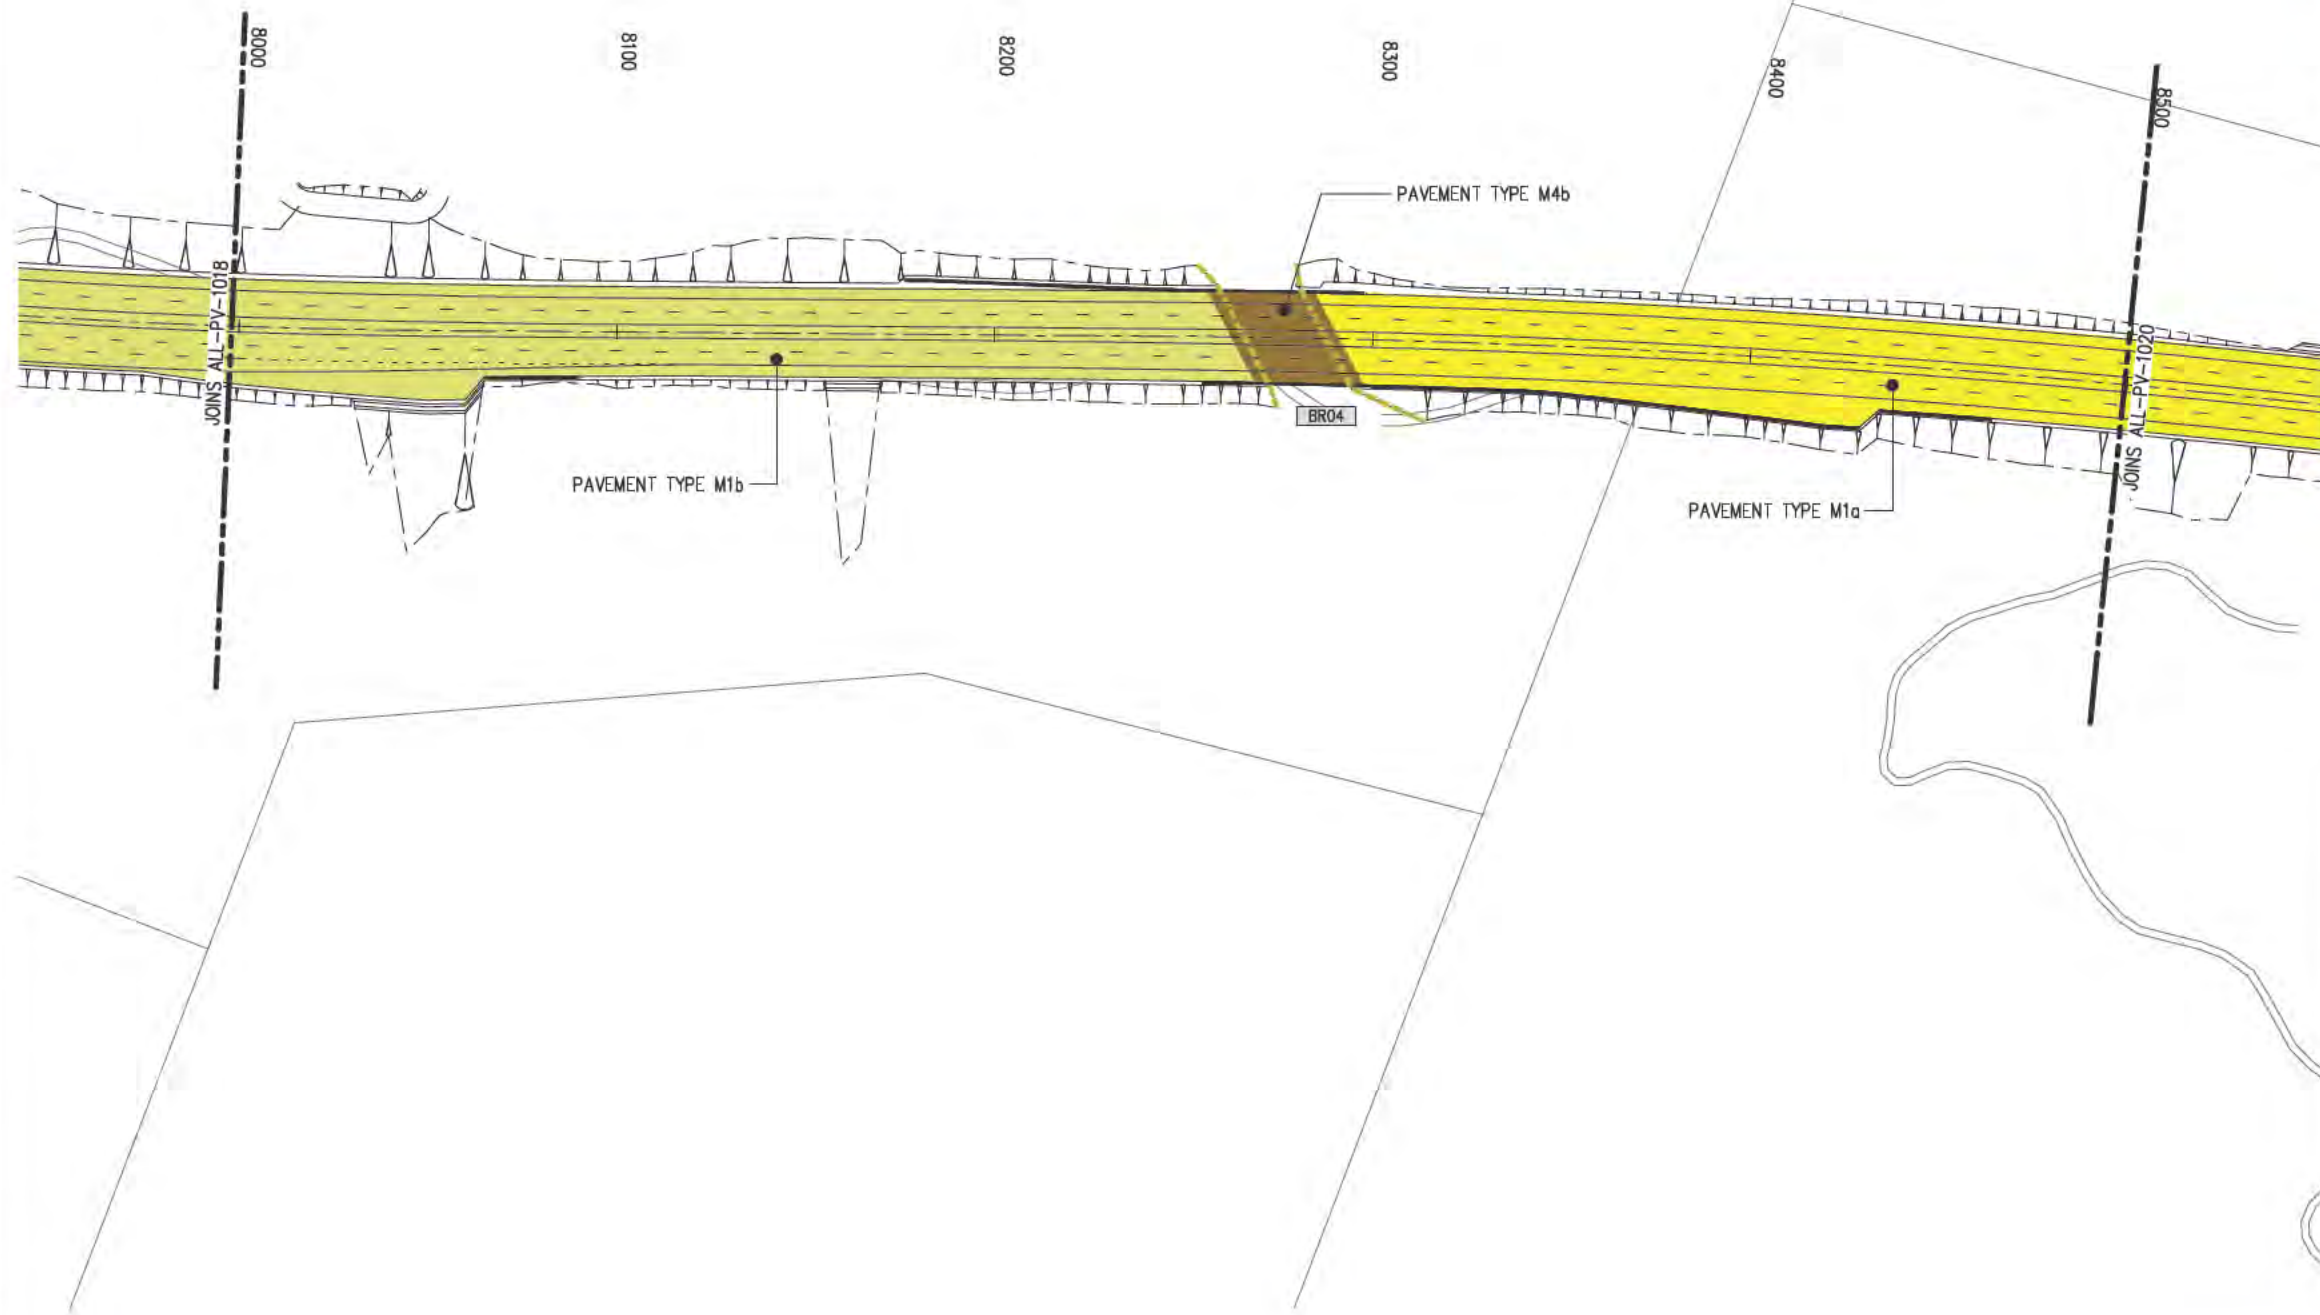 8000
8100
8200
8300
8400
8500
PAVEMENT TYPE M4b
JOINS ALL-PV-1018
JOINS ALL-PV-1020
BR04
PAVEMENT TYPE M1b
PAVEMENT TYPE M1a